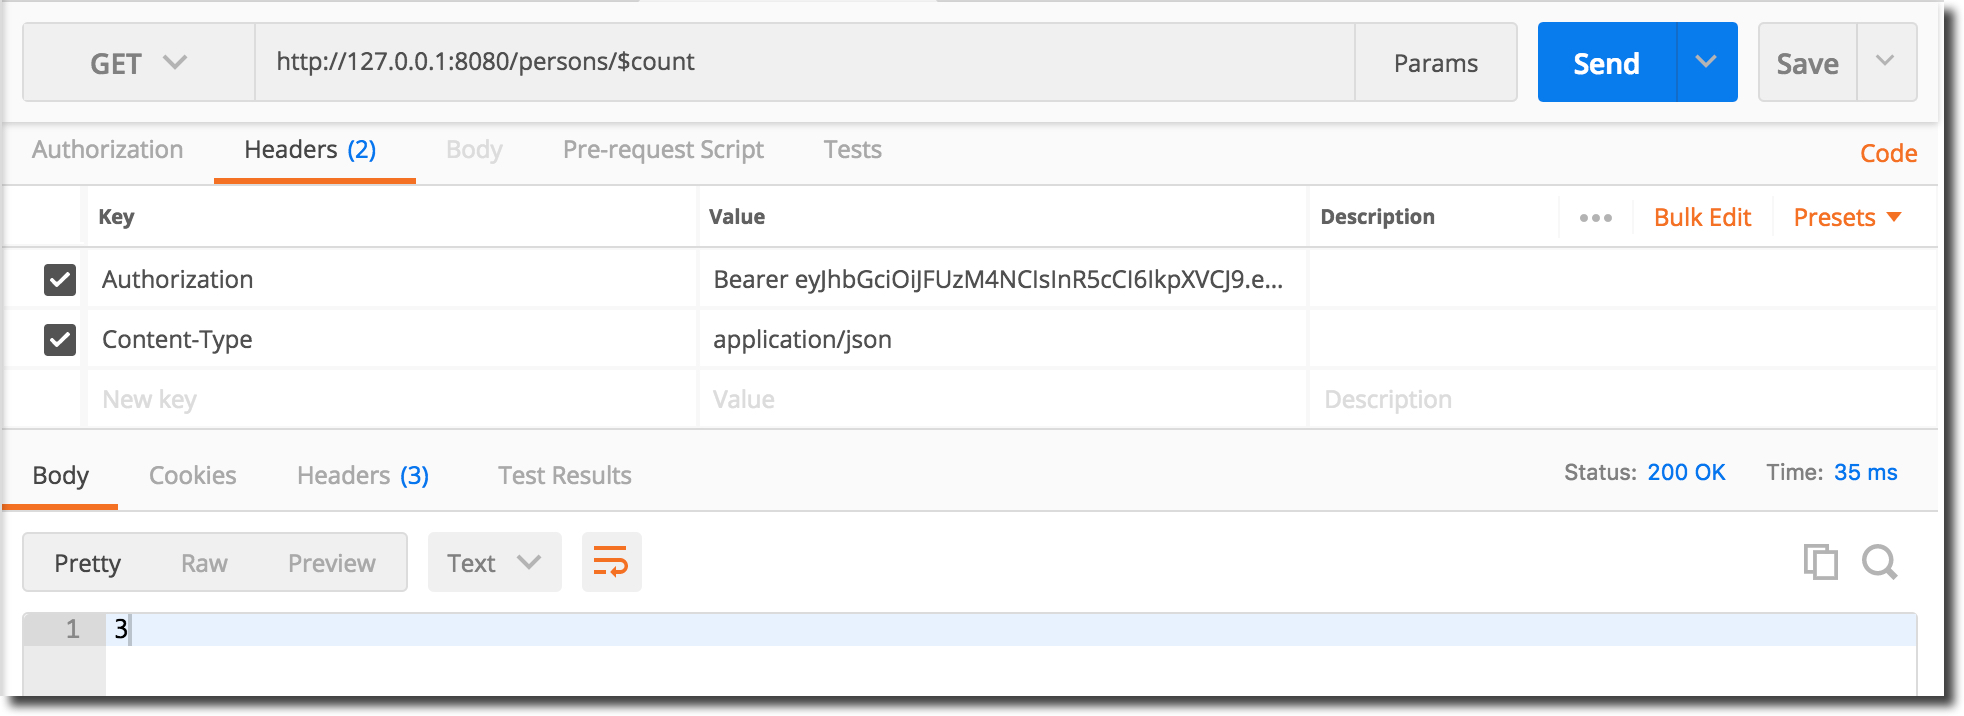 GET http://127.0.0.1:8080/persons/$count Params Send Save
Authorization Headers (2) Body Pre-request Script Tests Code
Key Value Description ••• Bulk Edit Presets
Authorization Bearer eyJhbGciOiJFUzM4NCIsInR5cCI6IkpXVCJ9.e...
Content-Type application/json
New key Value Description
Body Cookies Headers (3) Test Results Status: 200 OK Time: 35 ms
Pretty Raw Preview Text
1 3